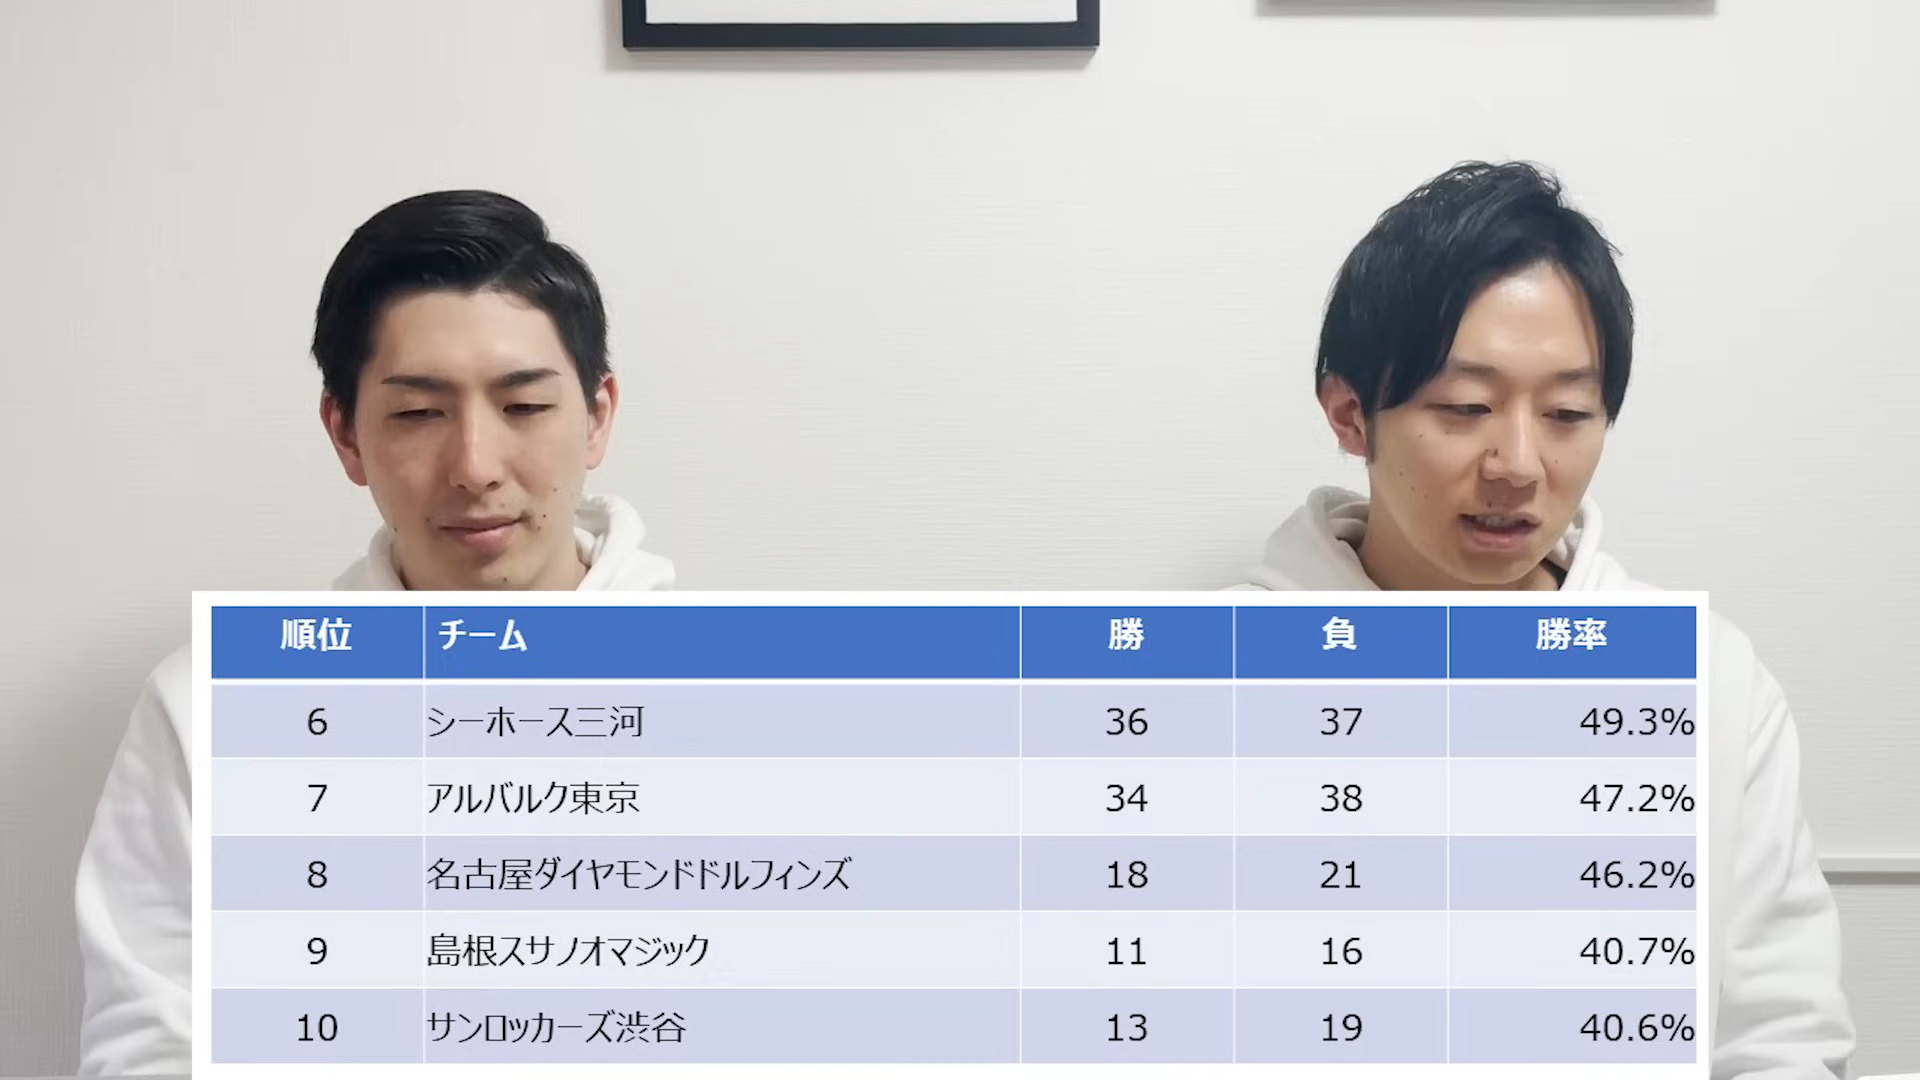 順位 チーム 勝 負 勝率
6 シーホース三河 36 37 49.3%
7 アルバルク東京 34 38 47.2%
8 名古屋ダイヤモンドドルフィンズ 18 21 46.2%
9 島根スサノオマジック 11 16 40.7%
10 サンロッカーズ渋谷 13 19 40.6%